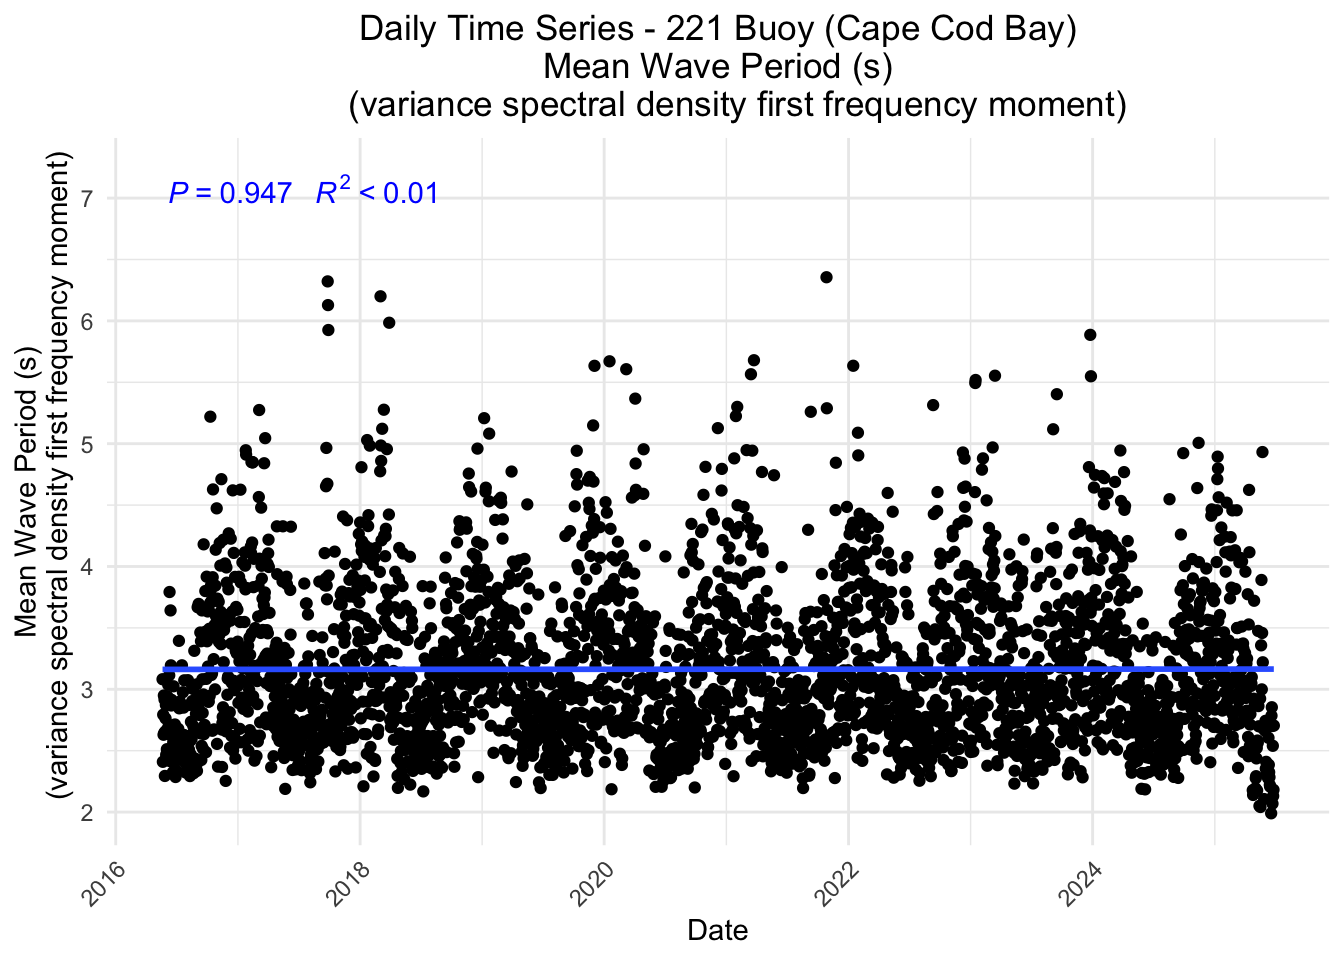 Daily Time Series - 221 Buoy (Cape Cod Bay)
Mean Wave Period (s)
(variance spectral density first frequency moment)
P = 0.947 R² < 0.01
Mean Wave Period (s)
(variance spectral density first frequency moment)
7
6
5
4
3
2
2016
2018
2020
2022
2024
Date